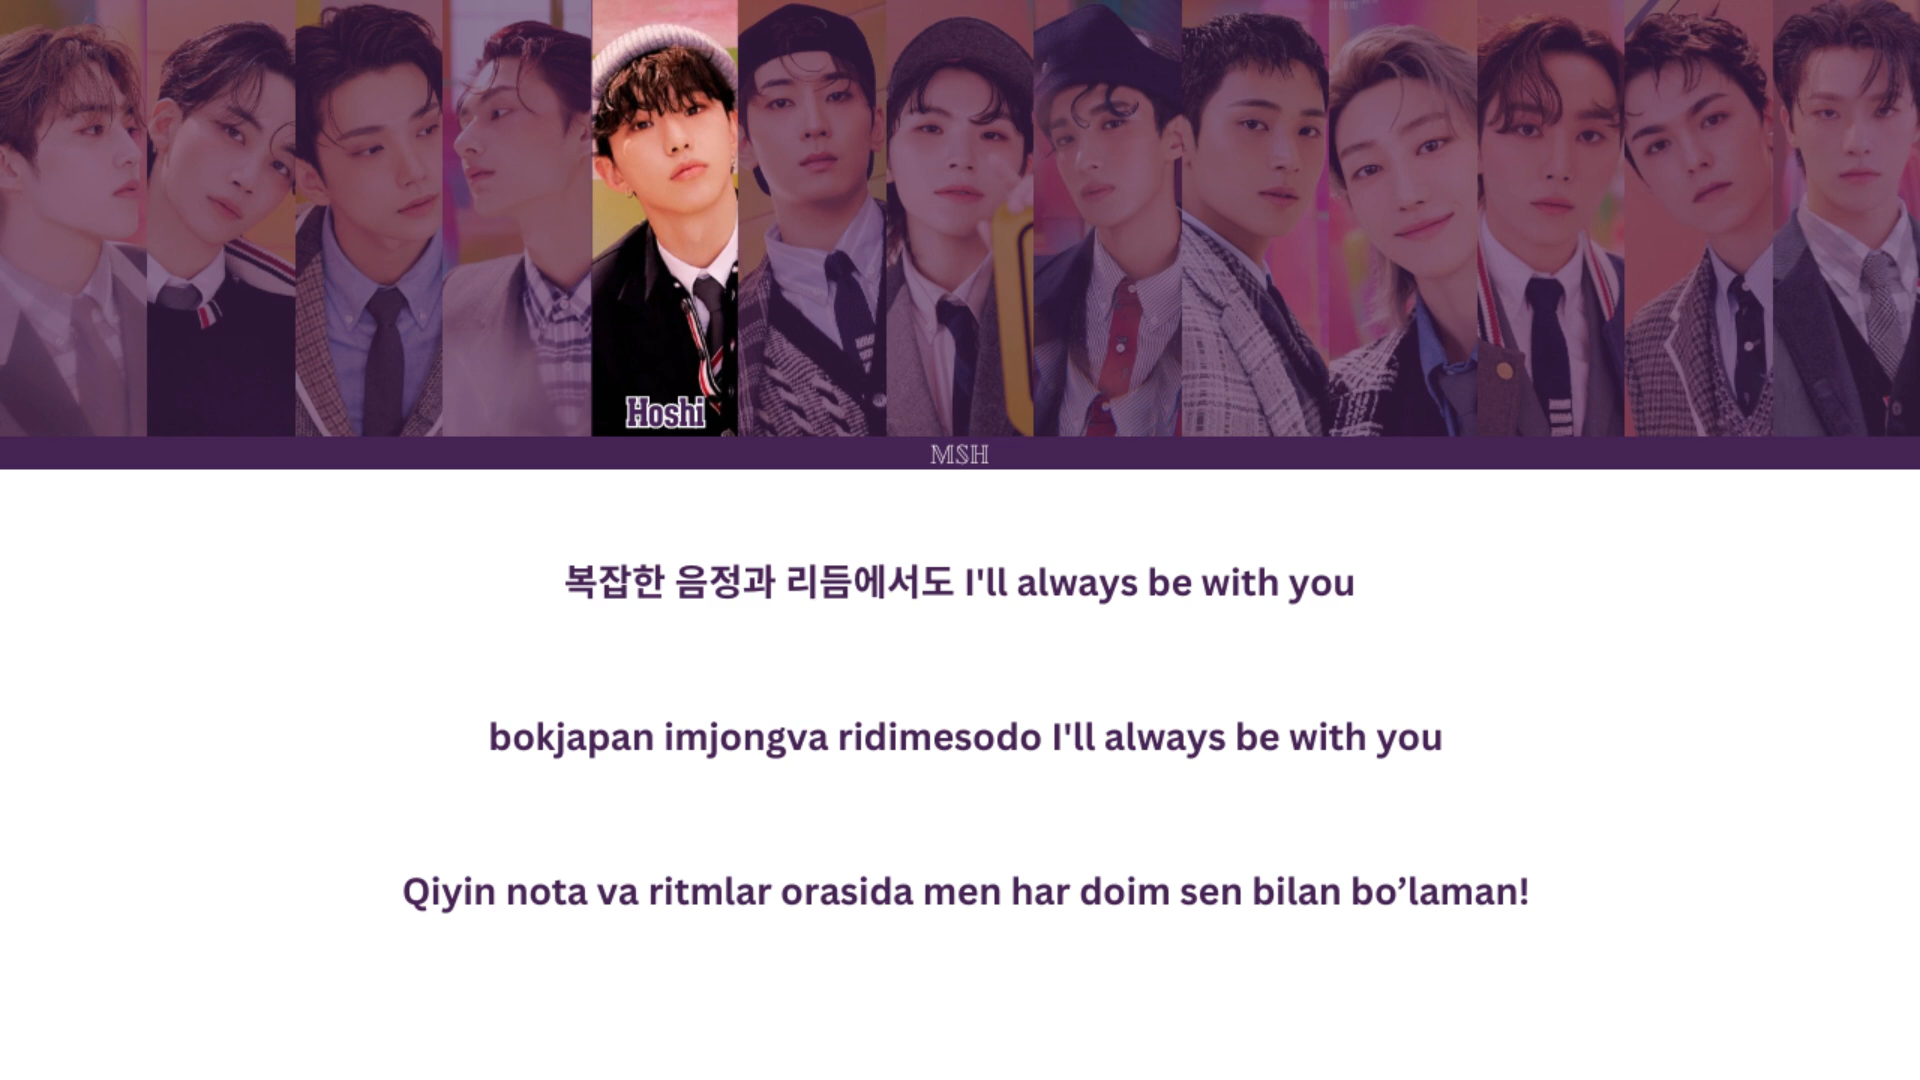 Hoshi
MSH
복잡한 음정과 리듬에서도 I'll always be with you
bokjapan imjongva ridimesodo I'll always be with you
Qiyin nota va ritmlar orasida men har doim sen bilan bo’laman!